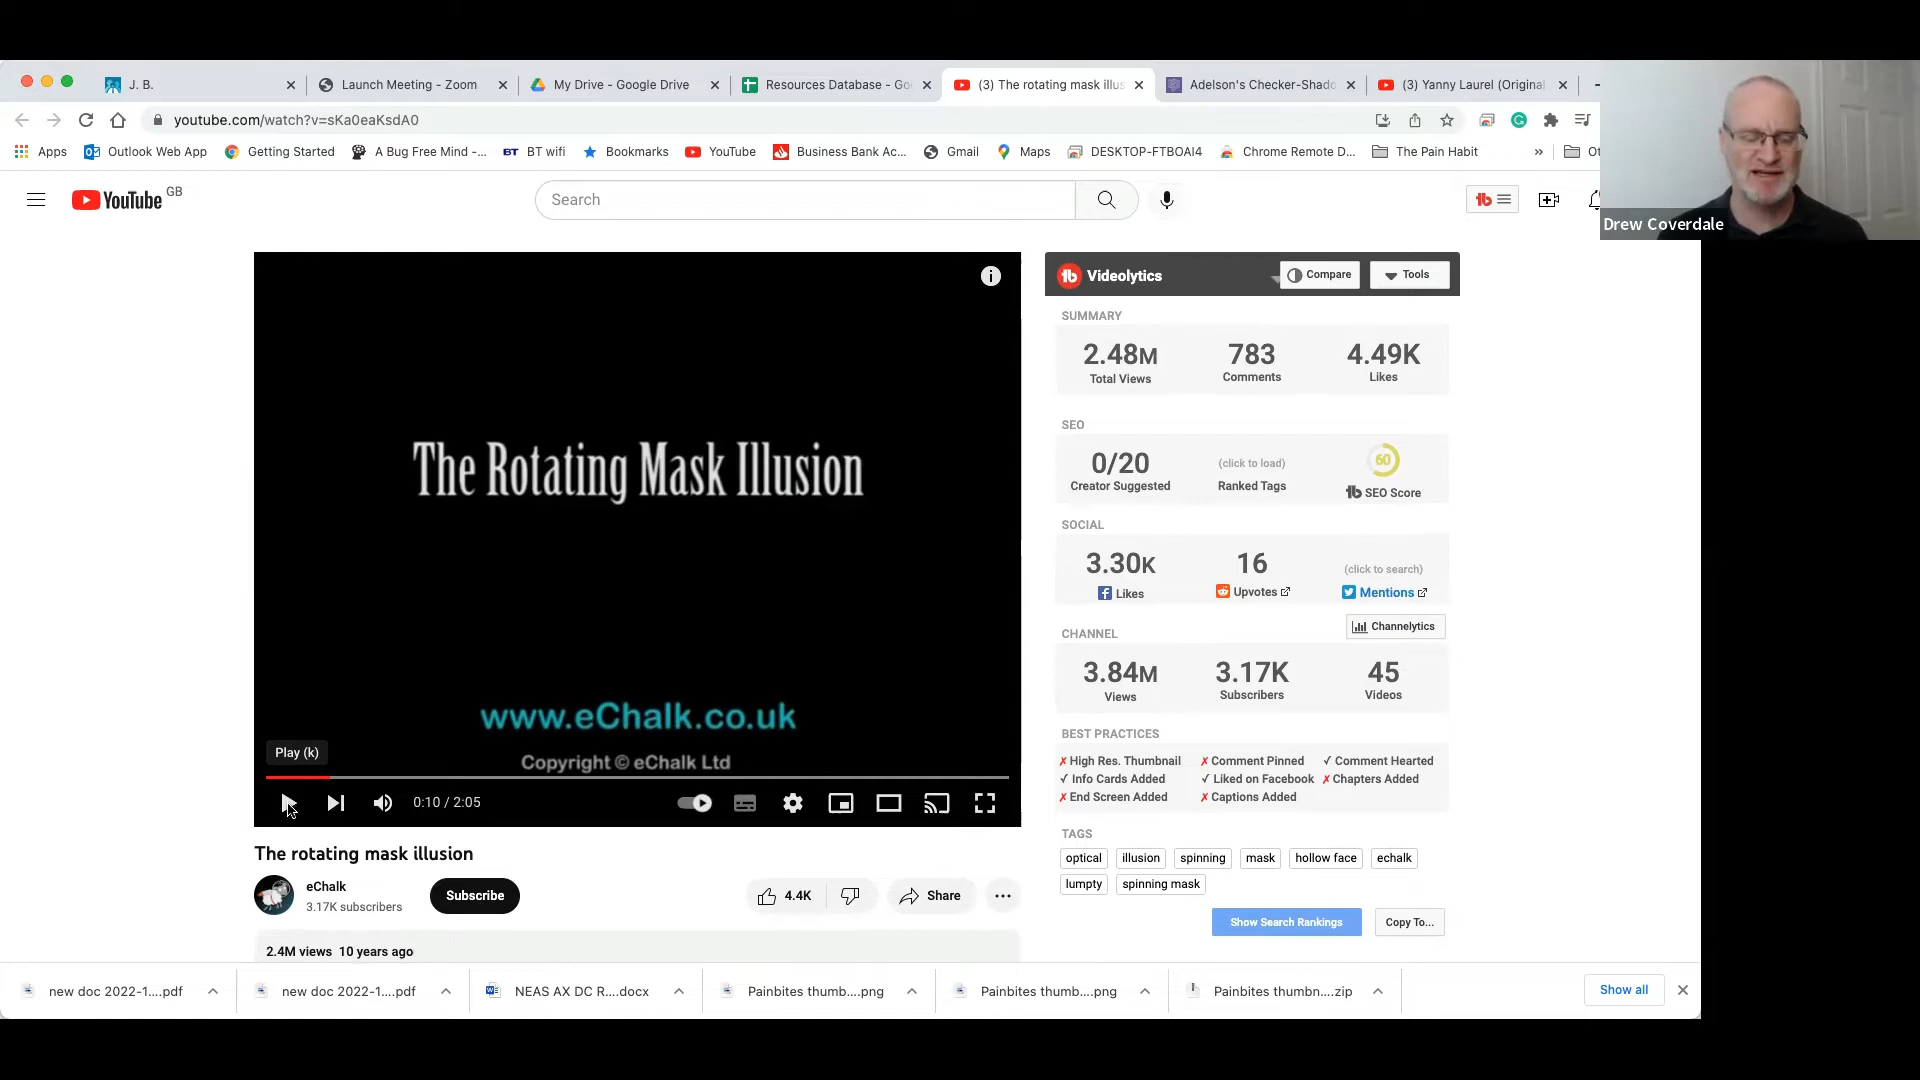 J. B.
Launch Meeting - Zoom
My Drive - Google Drive
Resources Database - Go
(3) The rotating mask illus
Adelson's Checker-Shado
(3) Yanny Laurel (Original
youtube.com/watch?v=sKa0eaKsdA0
Apps
Outlook Web App
Getting Started
A Bug Free Mind -...
BT BT wifi
Bookmarks
YouTube
Business Bank Ac...
Gmail
Maps
DESKTOP-FTBOAI4
Chrome Remote D...
The Pain Habit
»
Ot
YouTube GB
Search
Drew Coverdale
The Rotating Mask Illusion
www.eChalk.co.uk
Copyright © eChalk Ltd
Play (k)
0:10 / 2:05
The rotating mask illusion
eChalk
3.17K subscribers
Subscribe
4.4K
Share
2.4M views 10 years ago
Videolytics
Compare
Tools
SUMMARY
2.48M 783 4.49K
Total Views Comments Likes
SEO
0/20 (click to load) 60
Creator Suggested Ranked Tags SEO Score
SOCIAL
3.30K 16 (click to search)
Likes Upvotes Mentions
Channelytics
CHANNEL
3.84M 3.17K 45
Views Subscribers Videos
BEST PRACTICES
✗ High Res. Thumbnail ✗ Comment Pinned ✓ Comment Hearted
✓ Info Cards Added ✓ Liked on Facebook ✗ Chapters Added
✗ End Screen Added ✗ Captions Added
TAGS
optical illusion spinning mask hollow face echalk
lumpty spinning mask
Show Search Rankings Copy To...
new doc 2022-1....pdf
new doc 2022-1....pdf
NEAS AX DC R....docx
Painbites thumb....png
Painbites thumb....png
Painbites thumbn....zip
Show all